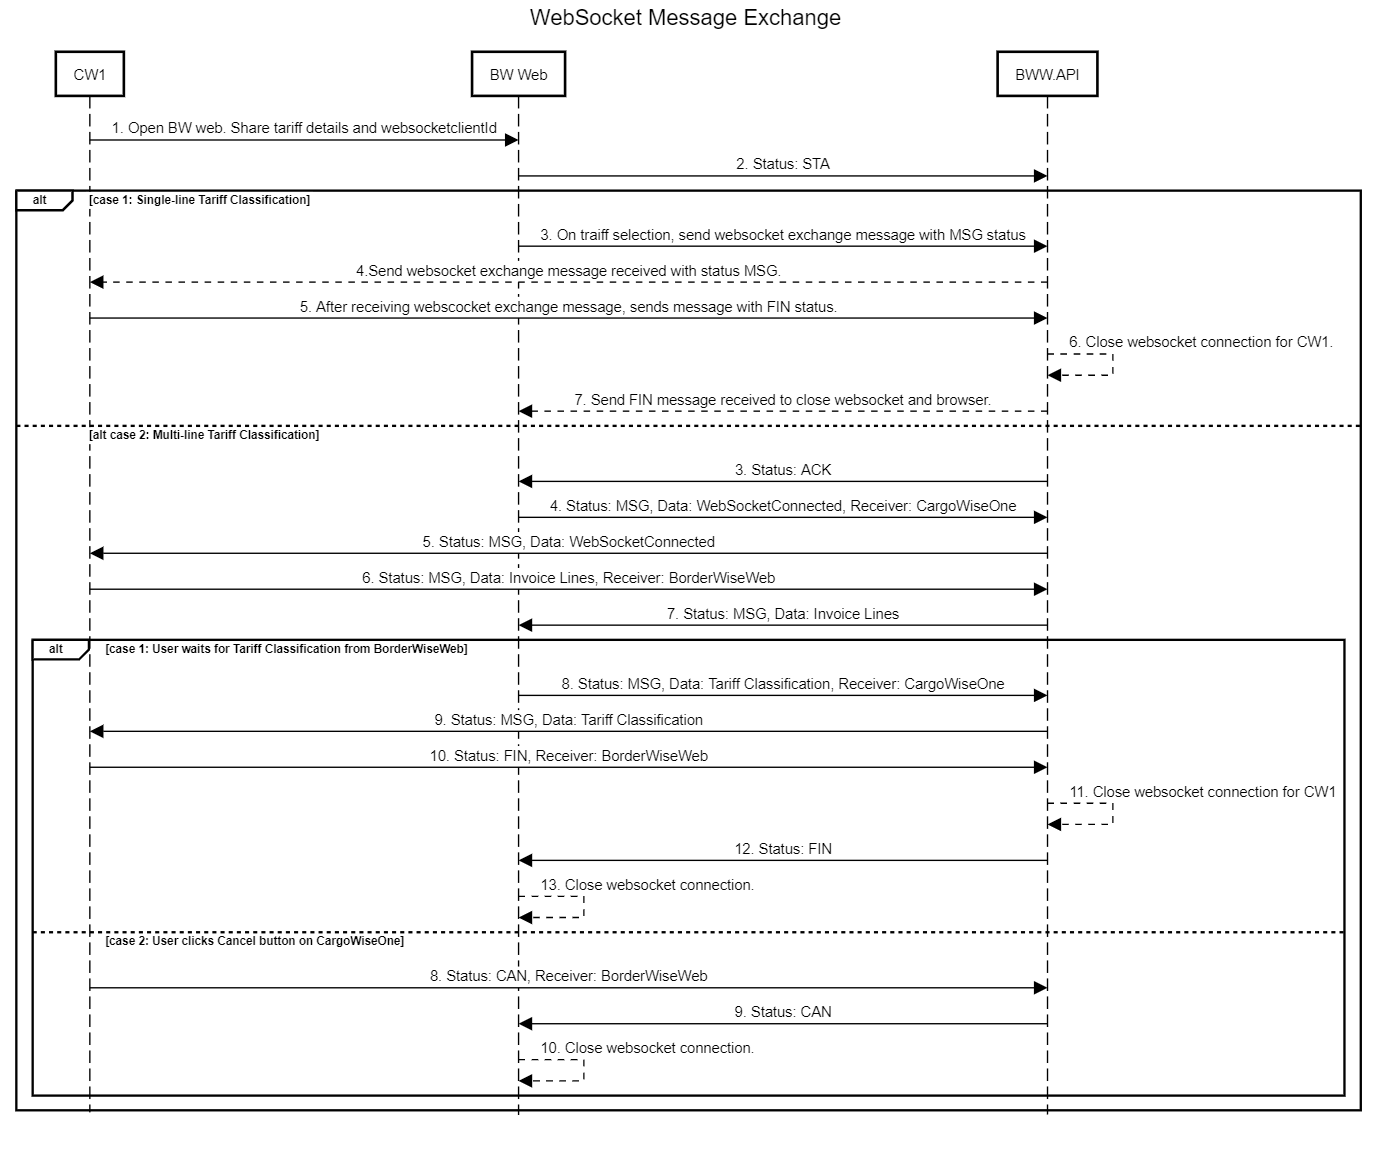 WebSocket Message Exchange
CW1
BW Web
BWW.API
1. Open BW web. Share tariff details and websocketclientId
2. Status: STA
alt
[case 1: Single-line Tariff Classification]
3. On traiff selection, send websocket exchange message with MSG status
4.Send websocket exchange message received with status MSG.
5. After receiving webscocket exchange message, sends message with FIN status.
6. Close websocket connection for CW1.
7. Send FIN message received to close websocket and browser.
[alt case 2: Multi-line Tariff Classification]
3. Status: ACK
4. Status: MSG, Data: WebSocketConnected, Receiver: CargoWiseOne
5. Status: MSG, Data: WebSocketConnected
6. Status: MSG, Data: Invoice Lines, Receiver: BorderWiseWeb
7. Status: MSG, Data: Invoice Lines
alt
[case 1: User waits for Tariff Classification from BorderWiseWeb]
8. Status: MSG, Data: Tariff Classification, Receiver: CargoWiseOne
9. Status: MSG, Data: Tariff Classification
10. Status: FIN, Receiver: BorderWiseWeb
11. Close websocket connection for CW1
12. Status: FIN
13. Close websocket connection.
[case 2: User clicks Cancel button on CargoWiseOne]
8. Status: CAN, Receiver: BorderWiseWeb
9. Status: CAN
10. Close websocket connection.